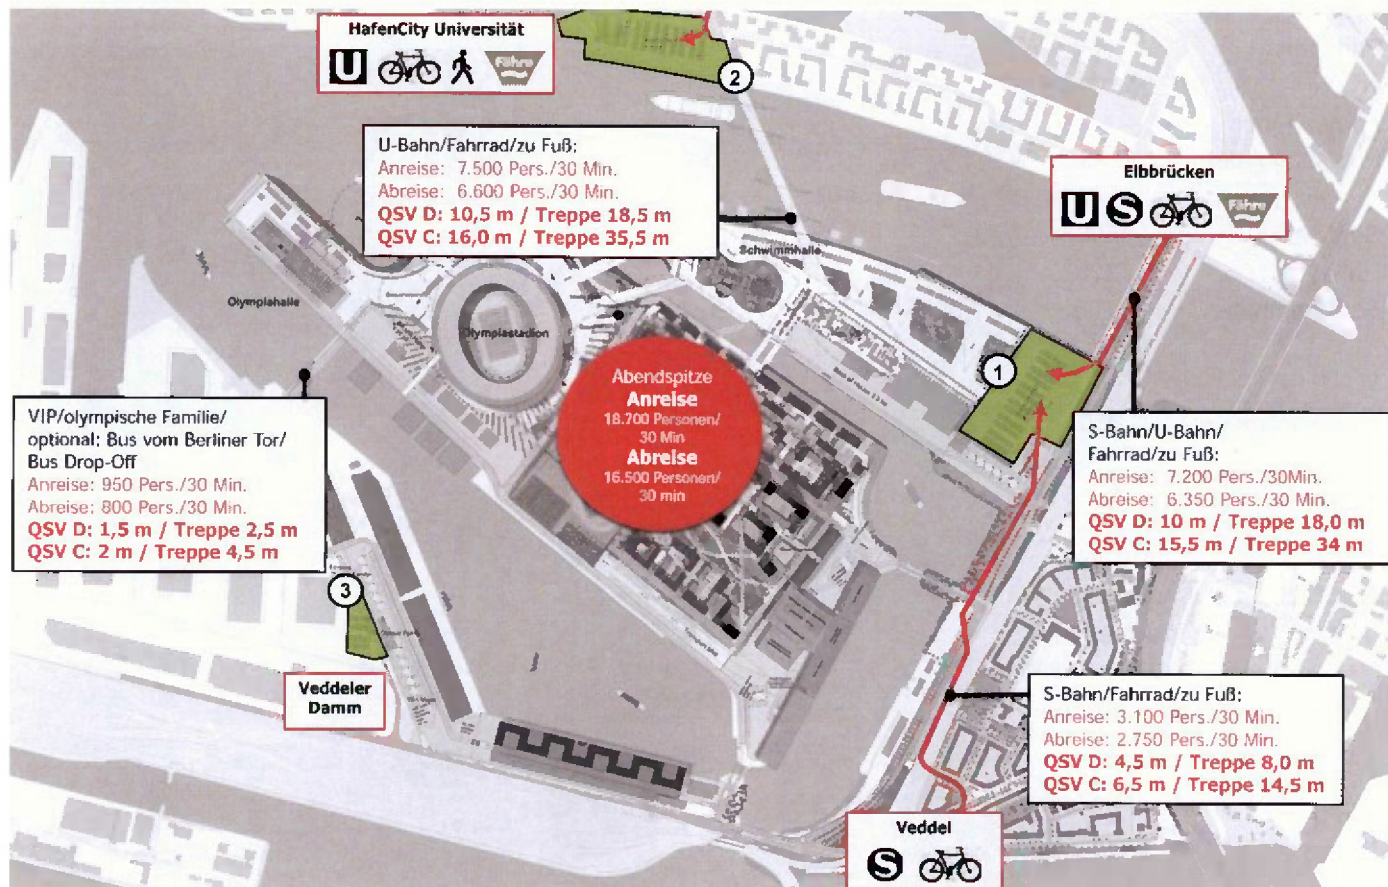 HafenCity Universität
U
Fähre
2
U-Bahn/Fahrrad/zu Fuß:
Anreise: 7.500 Pers./30 Min.
Abreise: 6.600 Pers./30 Min.
QSV D: 10,5 m / Treppe 18,5 m
QSV C: 16,0 m / Treppe 35,5 m
Elbbrücken
U S
Fähre
Schwimmhalle
Olympiahalle
Olympiastadion
1
Abendspitze
Anreise
18.700 Personen/
30 Min
Abreise
16.500 Personen/
30 min
VIP/olympische Familie/
optional: Bus vom Berliner Tor/
Bus Drop-Off
Anreise: 950 Pers./30 Min.
Abreise: 800 Pers./30 Min.
QSV D: 1,5 m / Treppe 2,5 m
QSV C: 2 m / Treppe 4,5 m
S-Bahn/U-Bahn/
Fahrrad/zu Fuß:
Anreise: 7.200 Pers./30Min.
Abreise: 6.350 Pers./30 Min.
QSV D: 10 m / Treppe 18,0 m
QSV C: 15,5 m / Treppe 34 m
3
Veddeler
Damm
S-Bahn/Fahrrad/zu Fuß:
Anreise: 3.100 Pers./30 Min.
Abreise: 2.750 Pers./30 Min.
QSV D: 4,5 m / Treppe 8,0 m
QSV C: 6,5 m / Treppe 14,5 m
Veddel
S